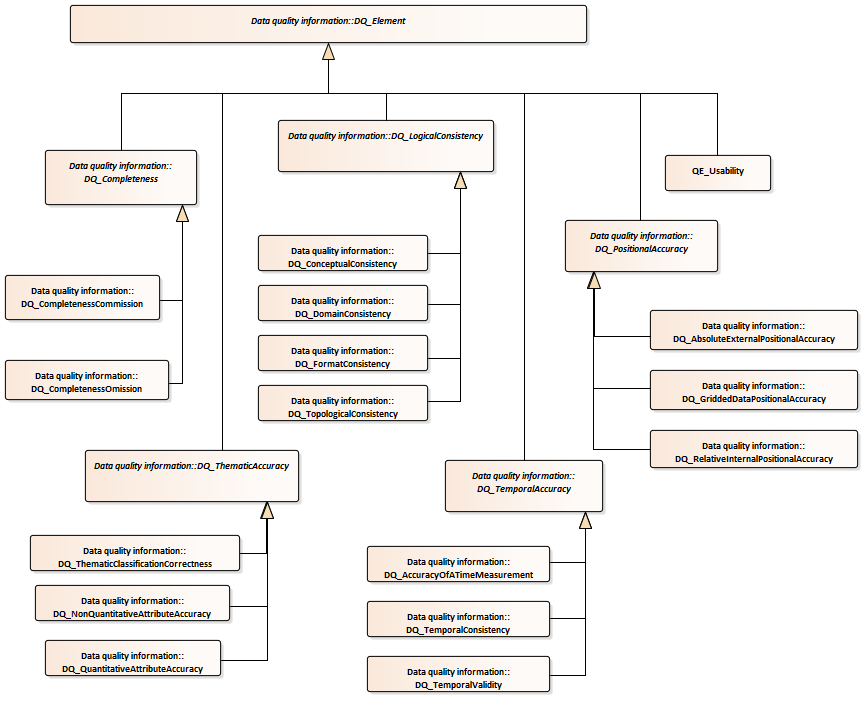 Data quality information::DQ_Element
Data quality information::DQ_LogicalConsistency
Data quality information::
DQ_Completeness
QE_Usability
Data quality information::
DQ_PositionalAccuracy
Data quality information::
DQ_ConceptualConsistency
Data quality information::
DQ_CompletenessCommission
Data quality information::
DQ_DomainConsistency
Data quality information::
DQ_AbsoluteExternalPositionalAccuracy
Data quality information::
DQ_FormatConsistency
Data quality information::
DQ_CompletenessOmission
Data quality information::
DQ_GriddedDataPositionalAccuracy
Data quality information::
DQ_TopologicalConsistency
Data quality information::
DQ_RelativeInternalPositionalAccuracy
Data quality information::DQ_ThematicAccuracy
Data quality information::
DQ_TemporalAccuracy
Data quality information::
DQ_ThematicClassificationCorrectness
Data quality information::
DQ_AccuracyOfATimeMeasurement
Data quality information::
DQ_NonQuantitativeAttributeAccuracy
Data quality information::
DQ_TemporalConsistency
Data quality information::
DQ_QuantitativeAttributeAccuracy
Data quality information::
DQ_TemporalValidity